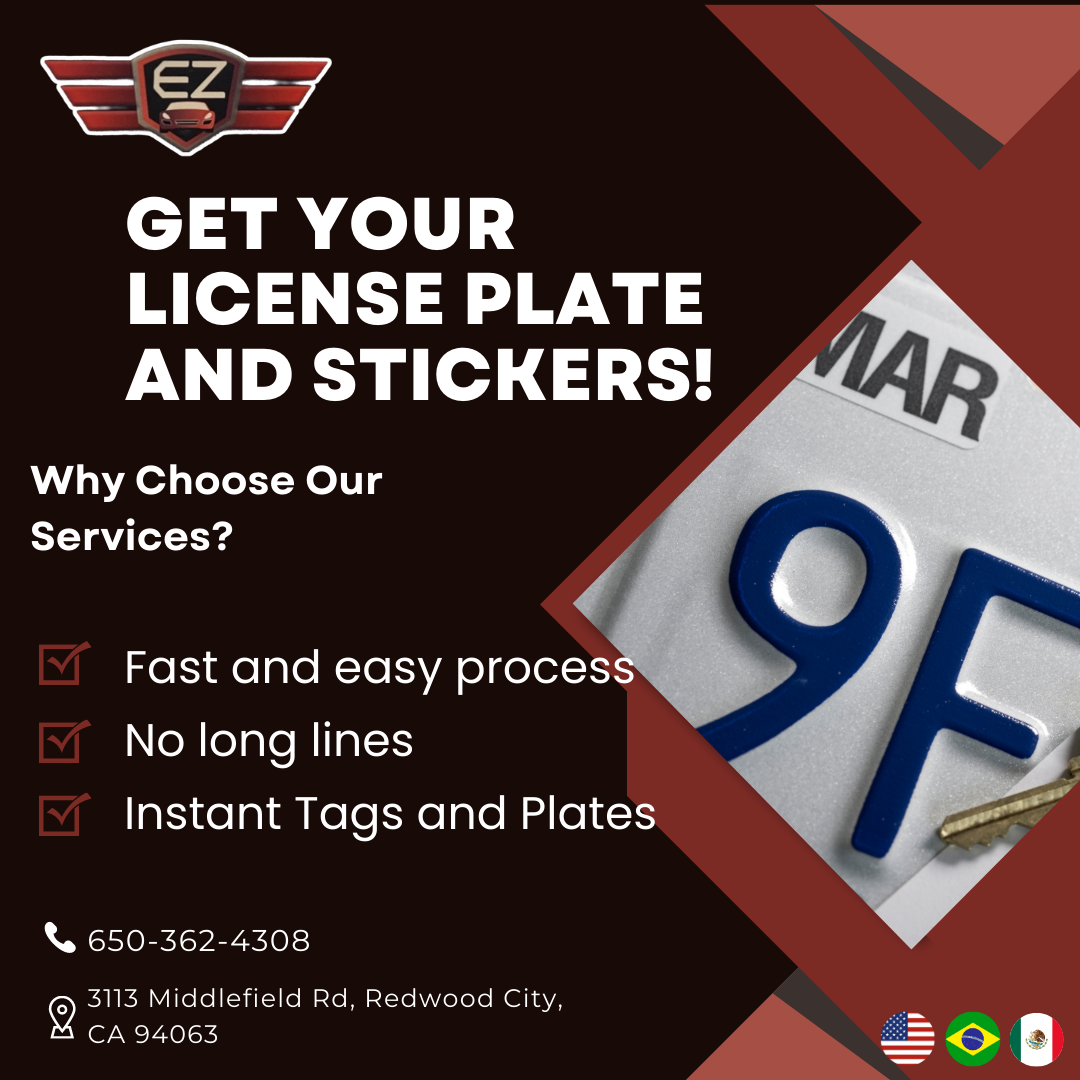 EZ
GET YOUR
LICENSE PLATE
AND STICKERS!
MAR
9F
Why Choose Our
Services?
Fast and easy process
No long lines
Instant Tags and Plates
650-362-4308
3113 Middlefield Rd, Redwood City,
CA 94063